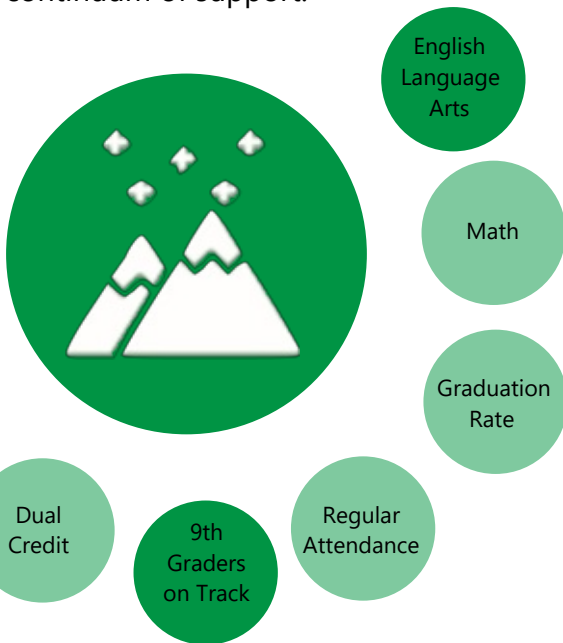 continuum of support.
English
Language
Arts
Math
Graduation
Rate
Regular
Attendance
9th
Graders
on Track
Dual
Credit